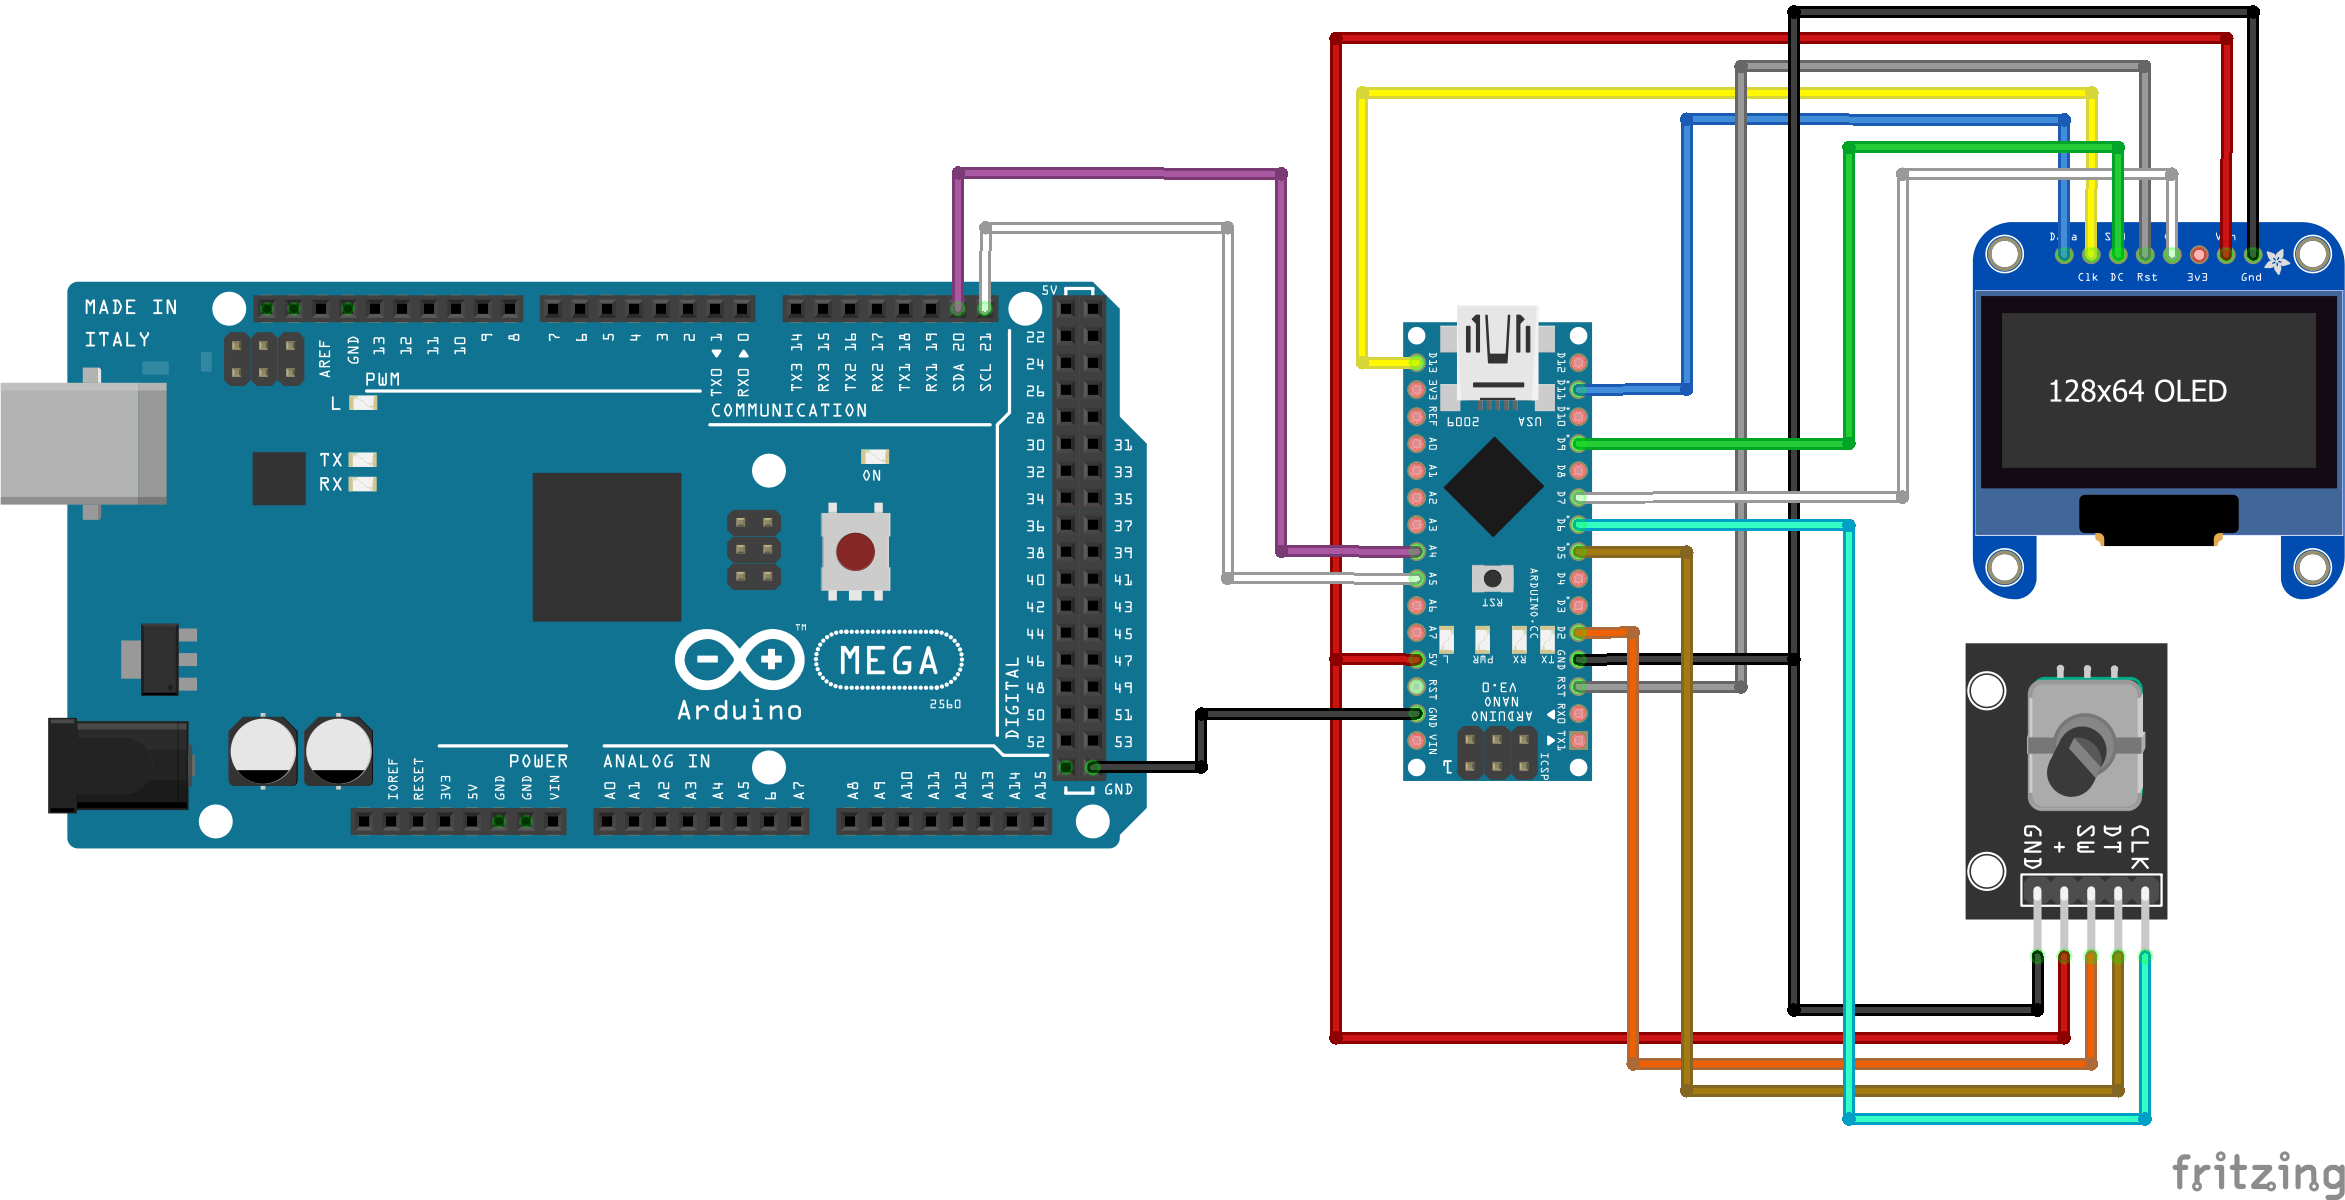 MADE IN
ITALY
AREF
GND
13
12
11
10
9
8
7
6
5
4
3
2
TX0 1
RX0 0
TX3 14
RX3 15
TX2 16
RX2 17
TX1 18
RX1 19
SDA 20
SCL 21
PWM
L
COMMUNICATION
TX
RX
ON
5V
22
24
26
28
30 31
32 33
34 35
36 37
38 39
40 41
42 43
44 45
46 47
48 49
50 51
52 53
GND
DIGITAL
MEGA
TM
2560
Arduino
POWER
ANALOG IN
IOREF
RESET
3V3
5V
GND
GND
VIN
A0
A1
A2
A3
A4
A5
6
A7
A8
A9
A10
A11
A12
A13
A14
A15
D13
3V3
REF
A0
A1
A2
A3
A4
A5
A6
A7
5V
RST
GND
VIN
D12
D11
D10
D9
D8
D7
D6
D5
D4
D3
D2
GND
RST
RX0
TX1
6002
USA
RST
ARDUINO.CC
L
PWR
RX
TX
V3.0
NANO
ARDUINO
1
ICSP
Clk
DC
Rst
3v3
Gnd
128x64 OLED
GND
+
SW
DT
CLK
fritzing